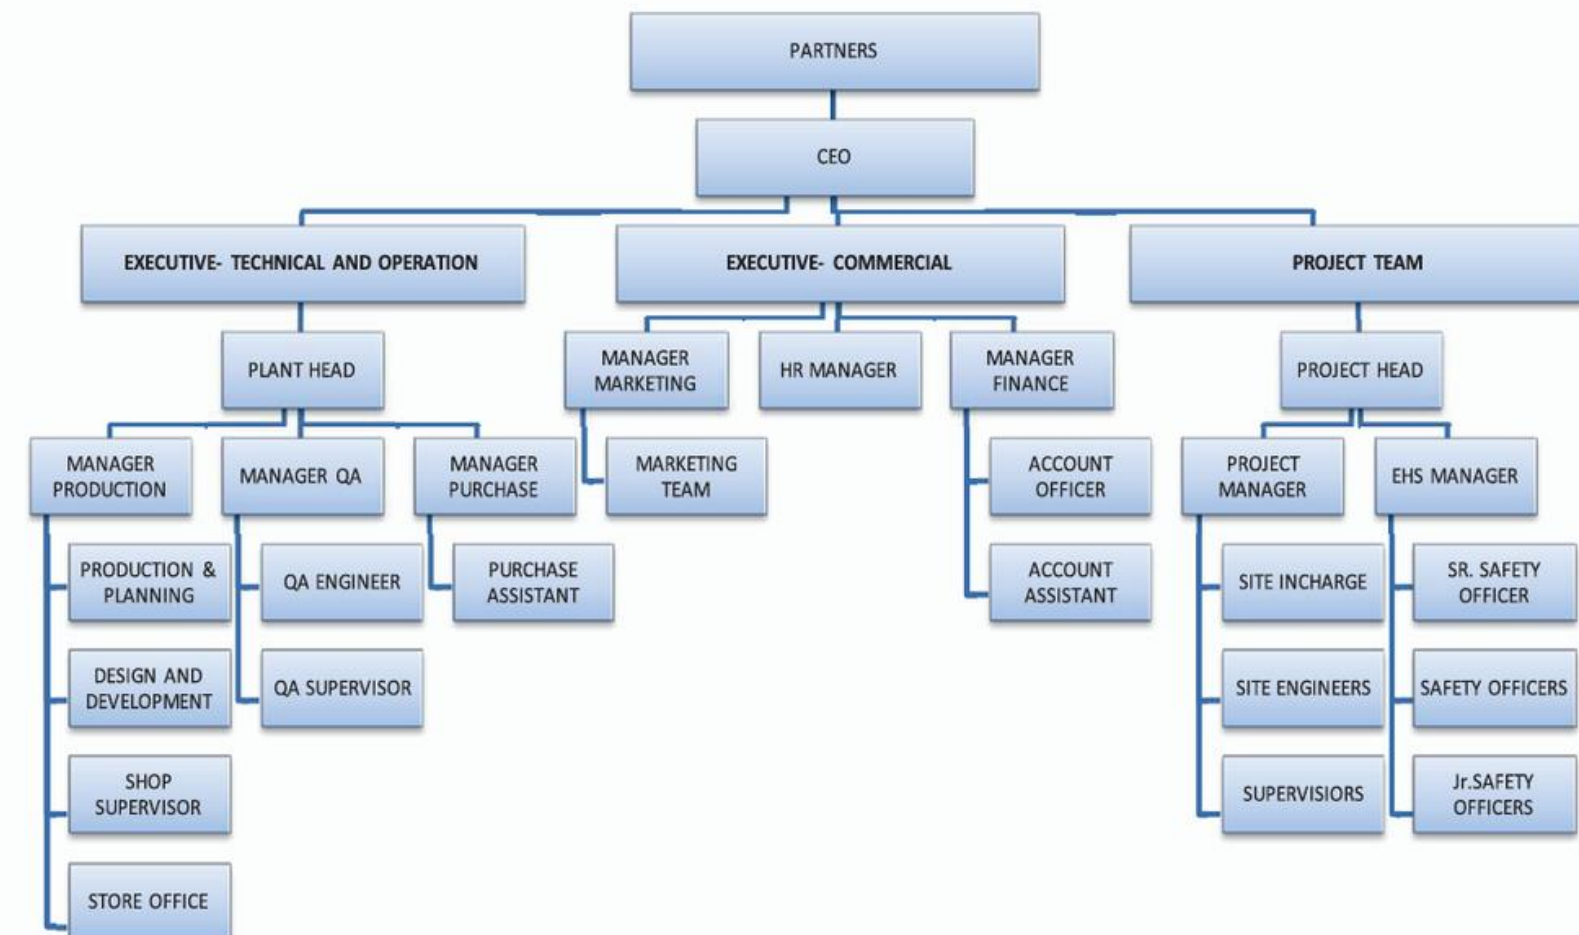 PARTNERS
CEO
EXECUTIVE- TECHNICAL AND OPERATION
EXECUTIVE- COMMERCIAL
PROJECT TEAM
PLANT HEAD
MANAGER
MARKETING
HR MANAGER
MANAGER
FINANCE
PROJECT HEAD
MANAGER
PRODUCTION
MANAGER QA
MANAGER
PURCHASE
MARKETING
TEAM
ACCOUNT
OFFICER
PROJECT
MANAGER
EHS MANAGER
PRODUCTION &
PLANNING
QA ENGINEER
PURCHASE
ASSISTANT
ACCOUNT
ASSISTANT
SITE INCHARGE
SR. SAFETY
OFFICER
DESIGN AND
DEVELOPMENT
QA SUPERVISOR
SITE ENGINEERS
SAFETY OFFICERS
SHOP
SUPERVISOR
SUPERVISIORS
Jr.SAFETY
OFFICERS
STORE OFFICE